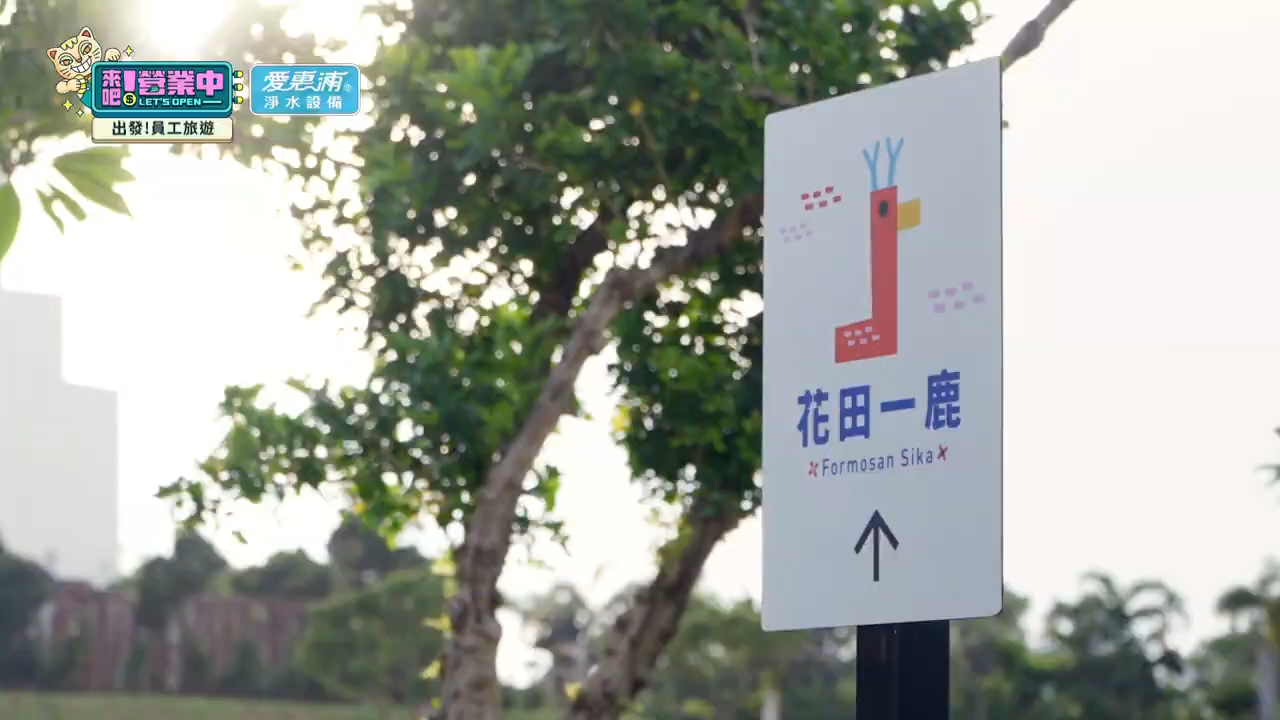 來吧!營業中
LET'S OPEN
出發!員工旅遊
愛惠浦®
淨水設備
花田一鹿
Formosan Sika